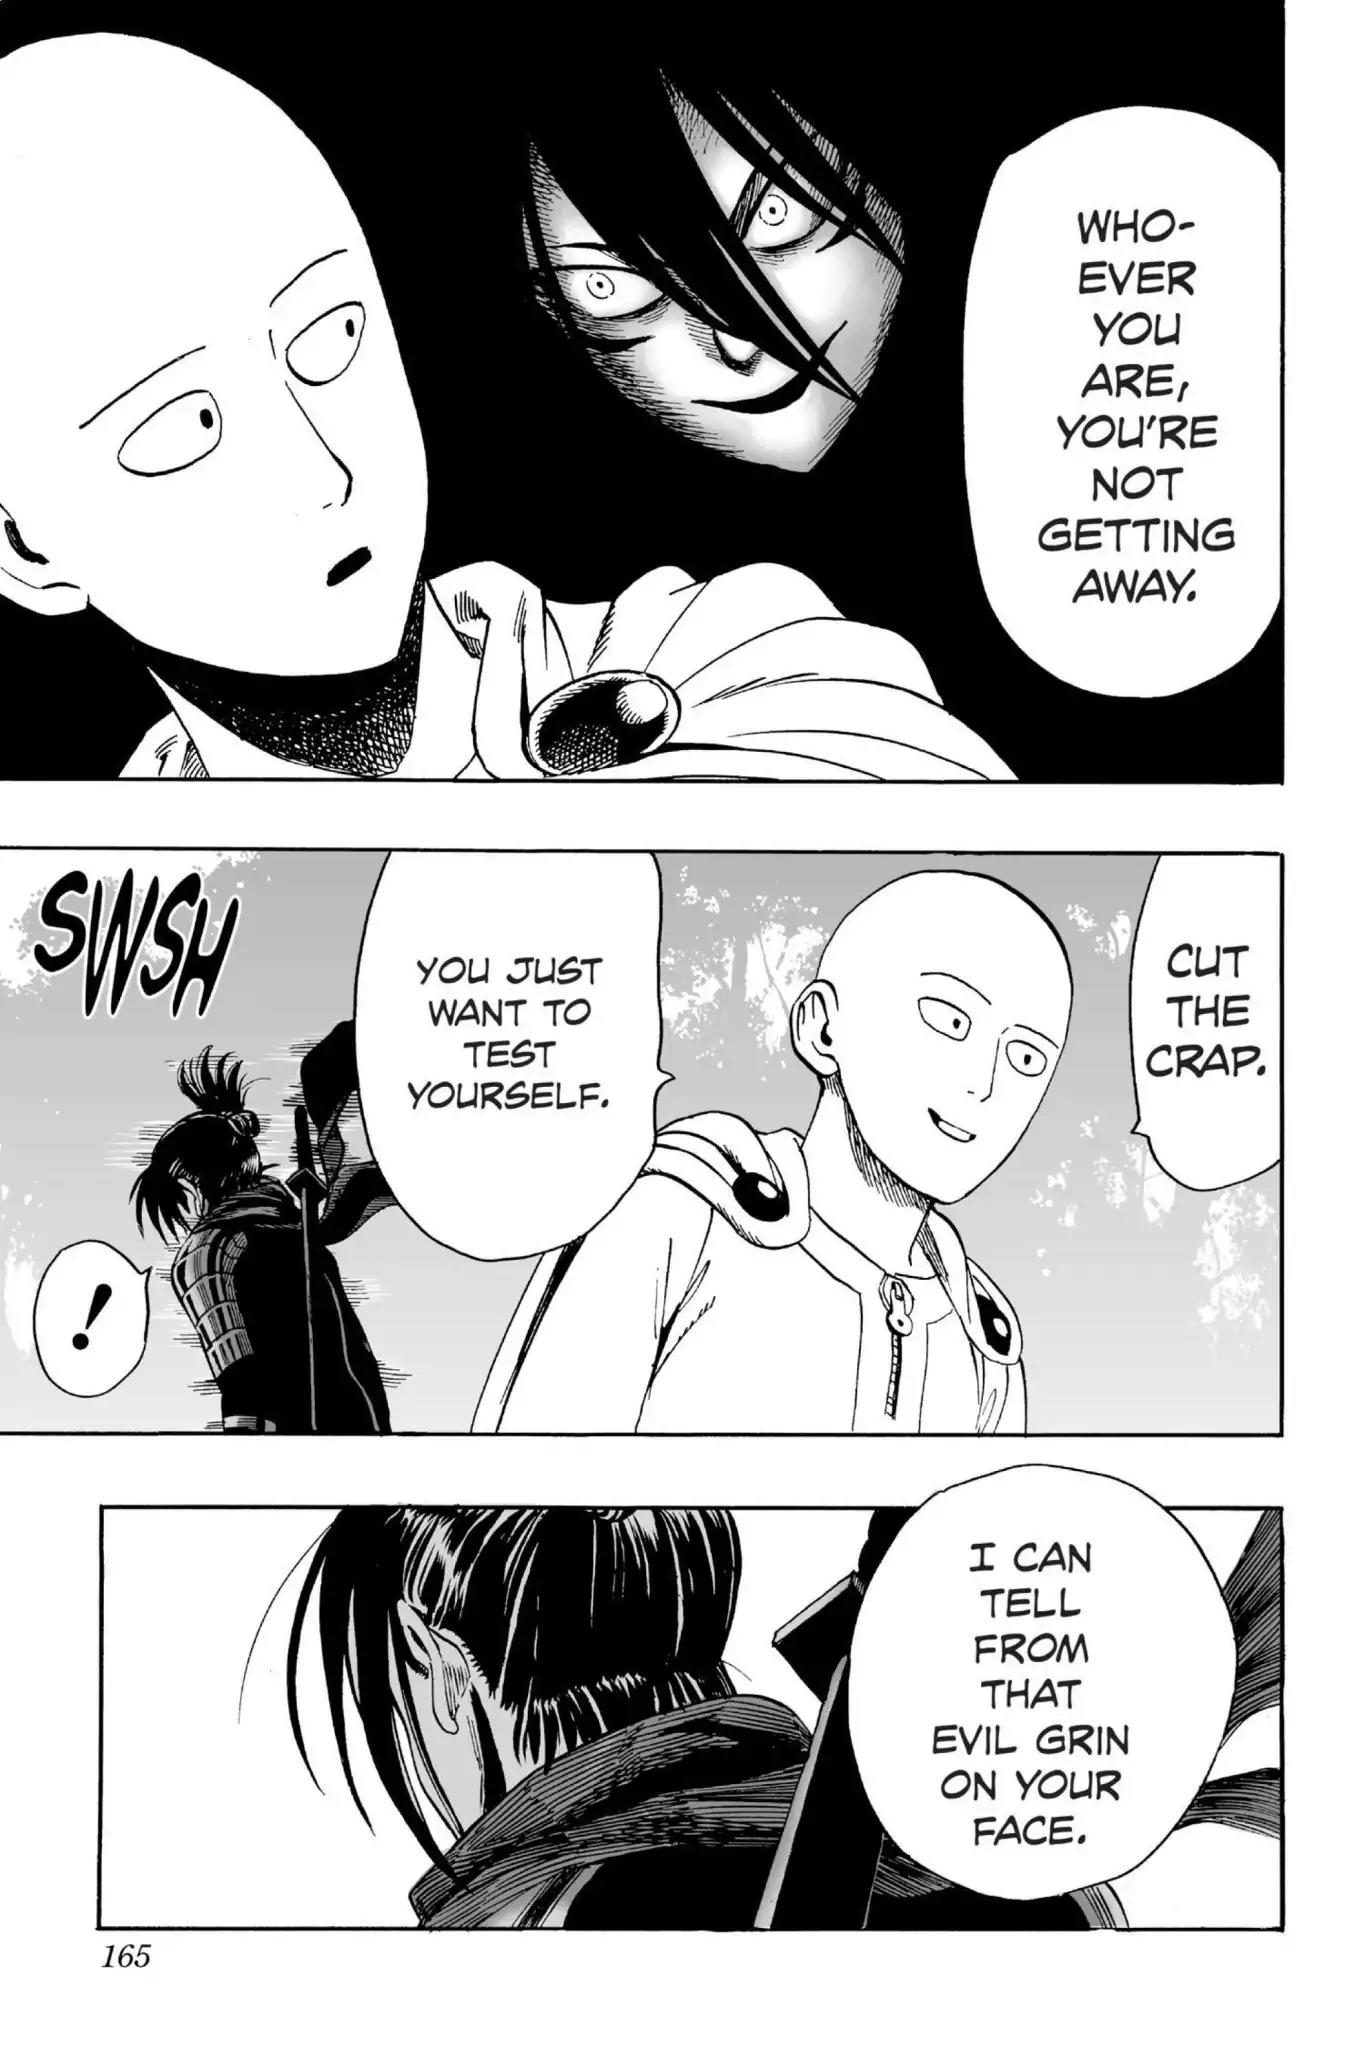 WHO-
EVER
YOU
ARE,
YOU'RE
NOT
GETTING
AWAY.
CUT
THE
CRAP.
YOU JUST
WANT TO
TEST
YOURSELF.
SWSH
!
I CAN
TELL
FROM
THAT
EVIL GRIN
ON YOUR
FACE.
165